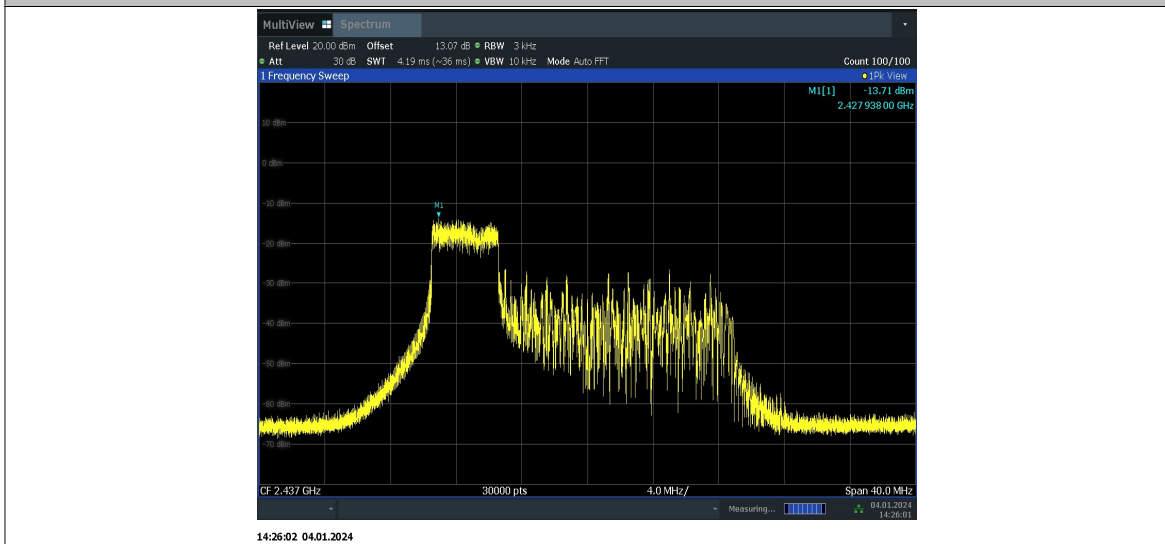 MultiView Spectrum
Ref Level 20.00 dBm Offset 13.07 dB RBW 3 kHz
Att 30 dB SWT 4.19 ms (~36 ms) VBW 10 kHz Mode Auto FFT Count 100/100
1 Frequency Sweep 1Pk View
M1[1] -13.71 dBm
2.427 938 00 GHz
10 dBm
0 dBm
-10 dBm
M1
-20 dBm
-30 dBm
-40 dBm
-50 dBm
-60 dBm
-70 dBm
CF 2.437 GHz 30000 pts 4.0 MHz/ Span 40.0 MHz
Measuring... 04.01.2024
14:26:01
14:26:02 04.01.2024